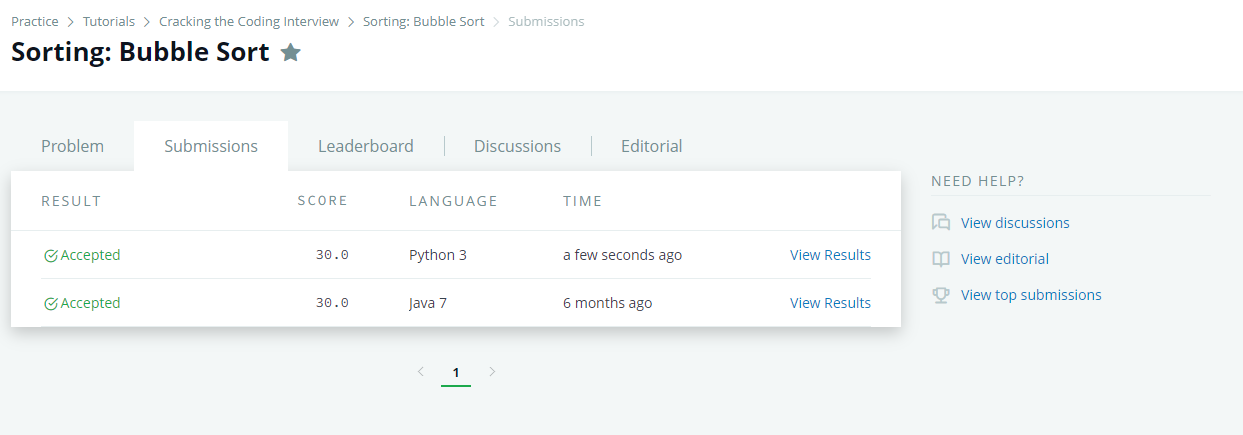 Practice > Tutorials > Cracking the Coding Interview > Sorting: Bubble Sort > Submissions
Sorting: Bubble Sort
Problem Submissions Leaderboard Discussions Editorial
RESULT SCORE LANGUAGE TIME
Accepted 30.0 Python 3 a few seconds ago View Results
Accepted 30.0 Java 7 6 months ago View Results
< 1 >
NEED HELP?
View discussions
View editorial
View top submissions